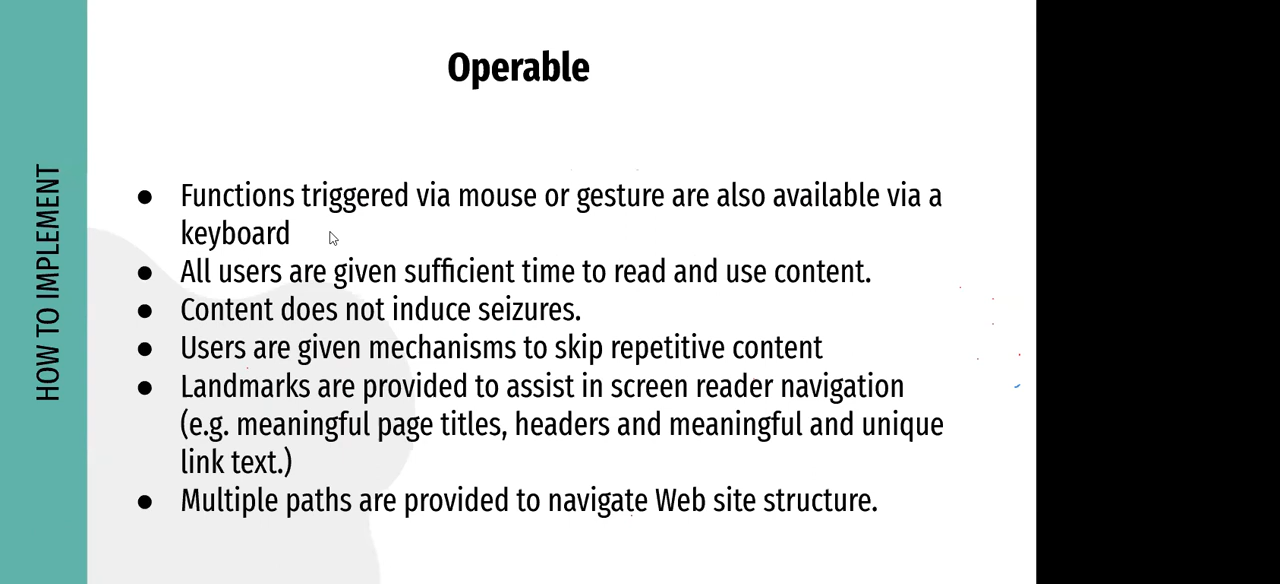 Operable
HOW TO IMPLEMENT
● Functions triggered via mouse or gesture are also available via a
keyboard
● All users are given sufficient time to read and use content.
● Content does not induce seizures.
● Users are given mechanisms to skip repetitive content
● Landmarks are provided to assist in screen reader navigation
(e.g. meaningful page titles, headers and meaningful and unique
link text.)
● Multiple paths are provided to navigate Web site structure.